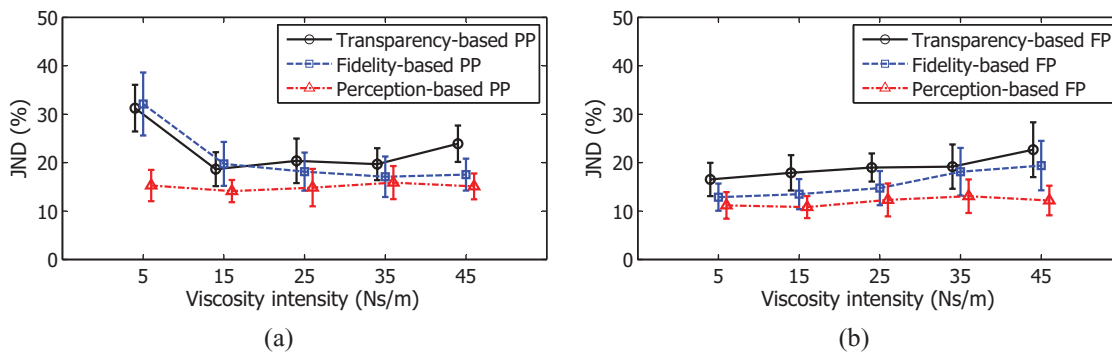 50
40
30
20
10
0
JND (%)
Transparency-based PP
Fidelity-based PP
Perception-based PP
5 15 25 35 45
Viscosity intensity (Ns/m)
(a)
50
40
30
20
10
0
JND (%)
Transparency-based FP
Fidelity-based FP
Perception-based FP
5 15 25 35 45
Viscosity intensity (Ns/m)
(b)